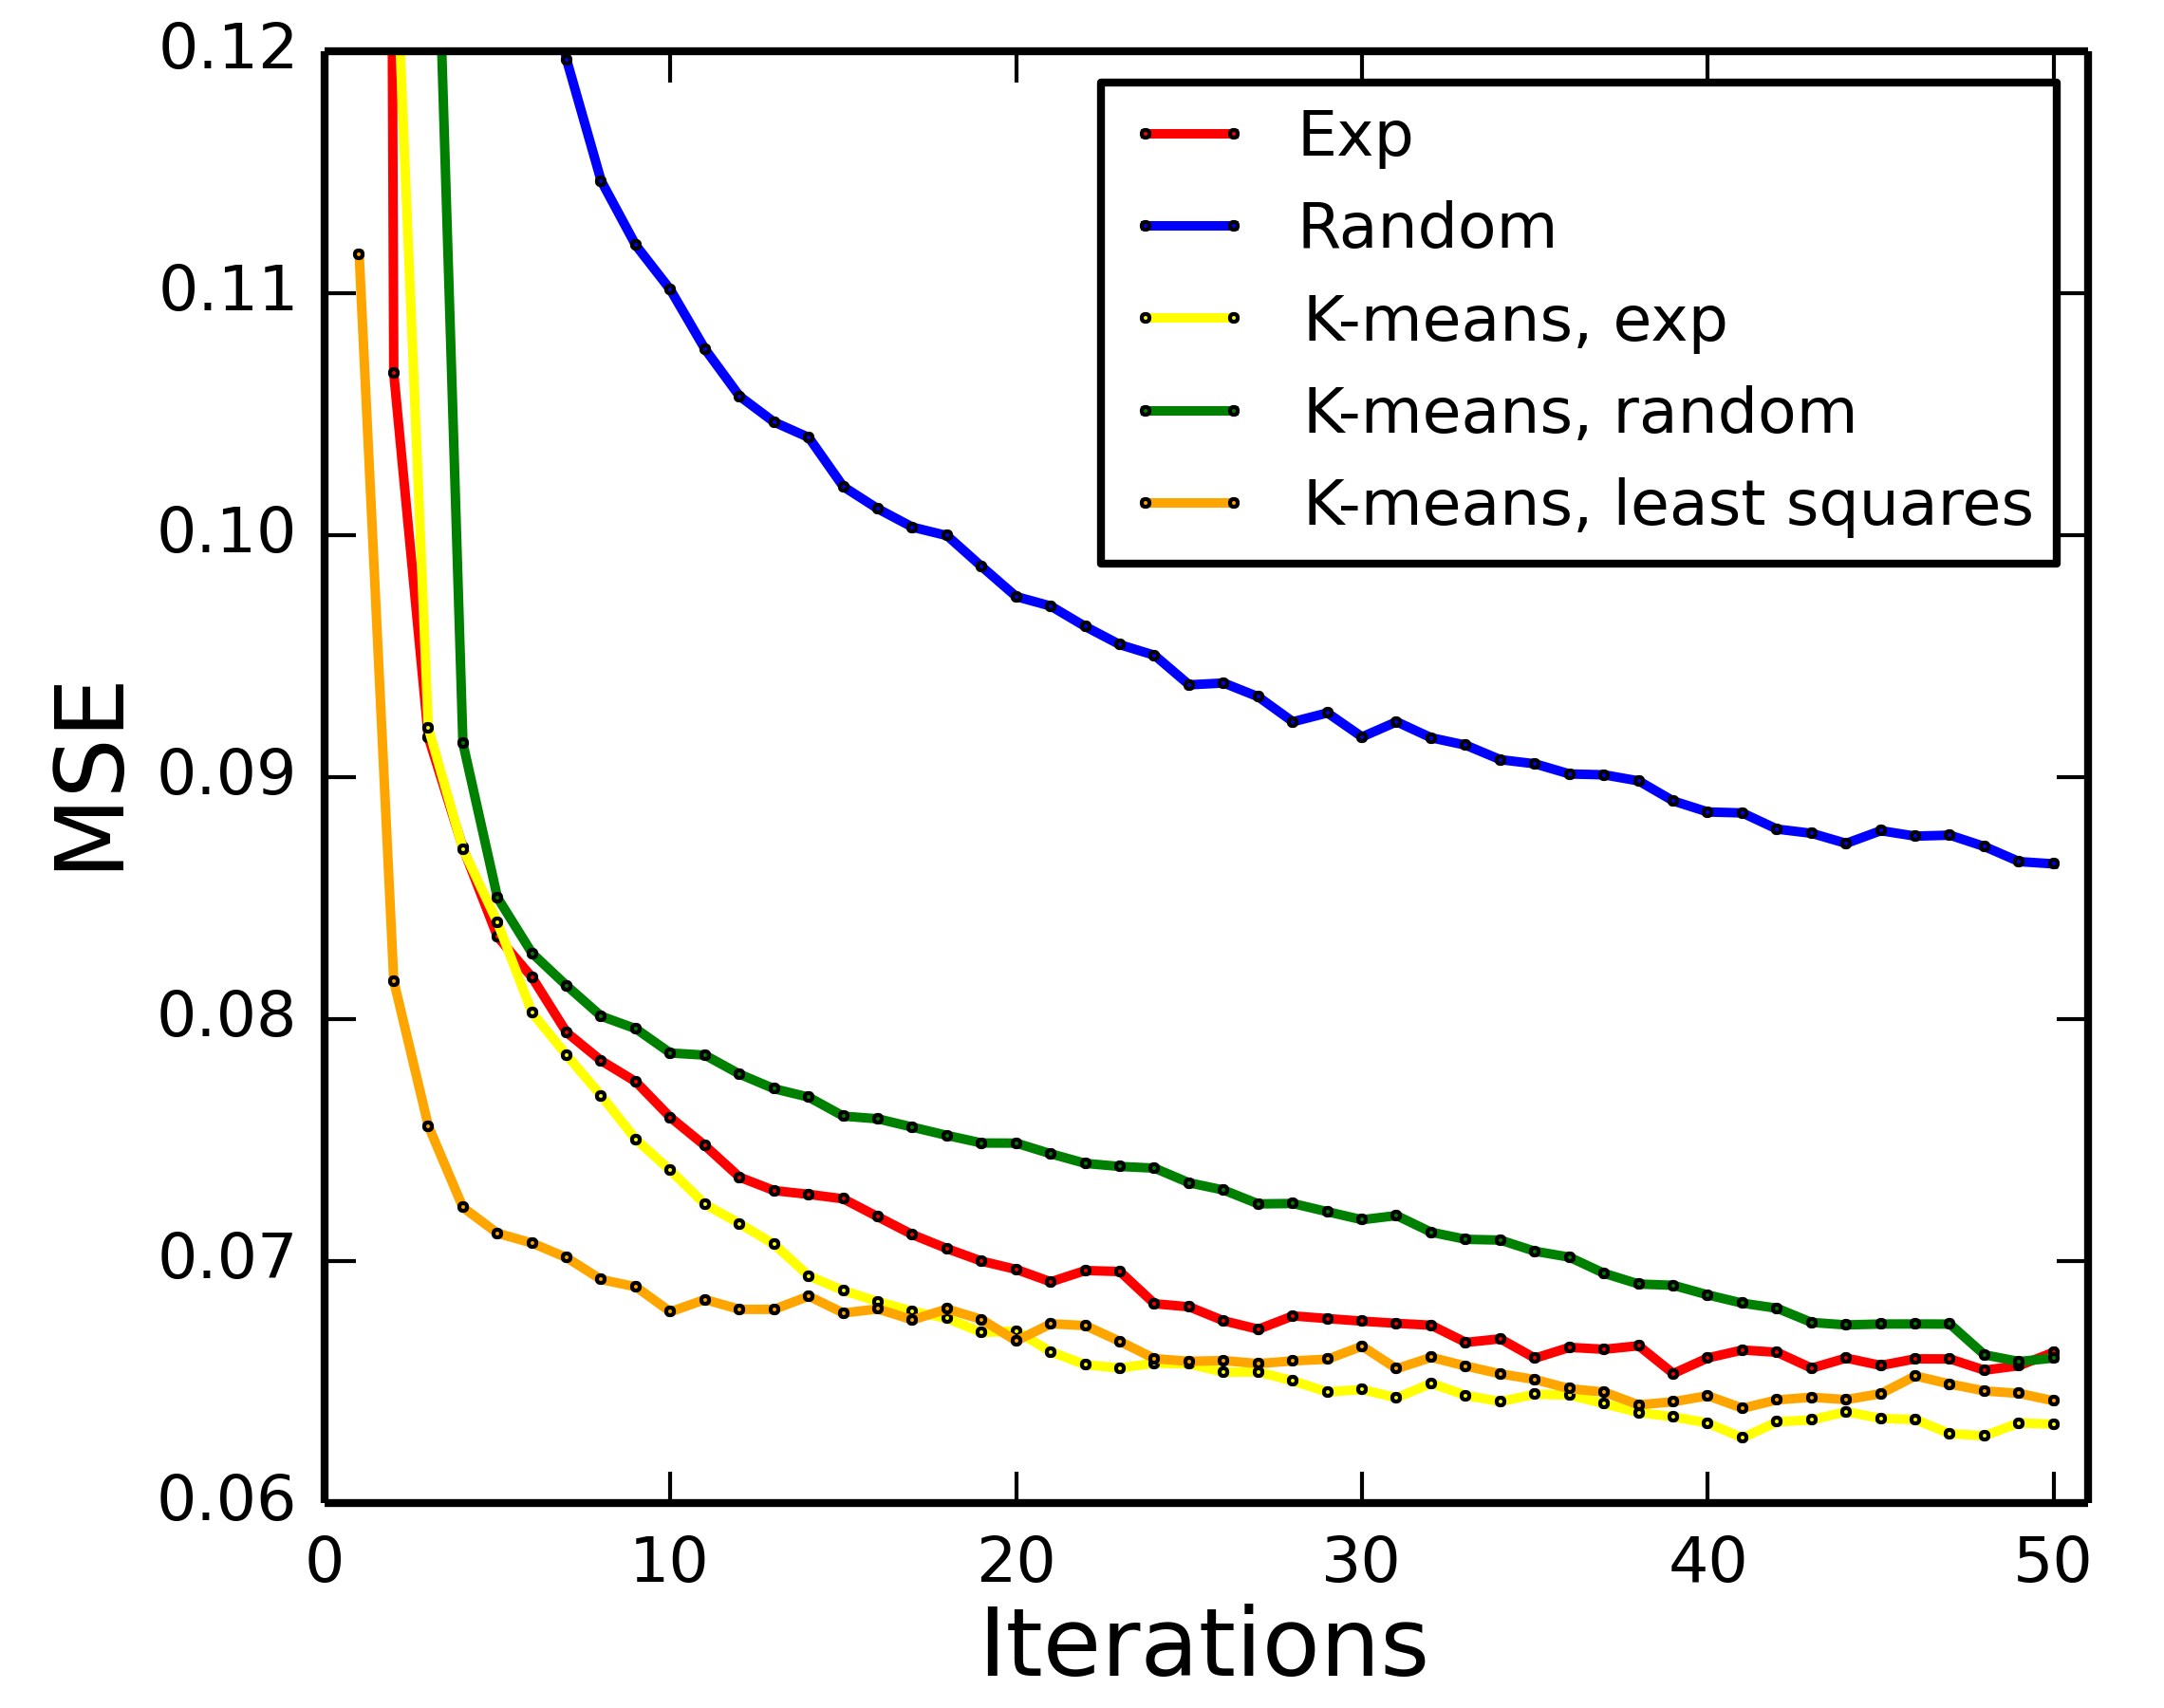 0.12
0.11
0.10
0.09
0.08
0.07
0.06
MSE
0 10 20 30 40 50
Iterations
Exp
Random
K-means, exp
K-means, random
K-means, least squares